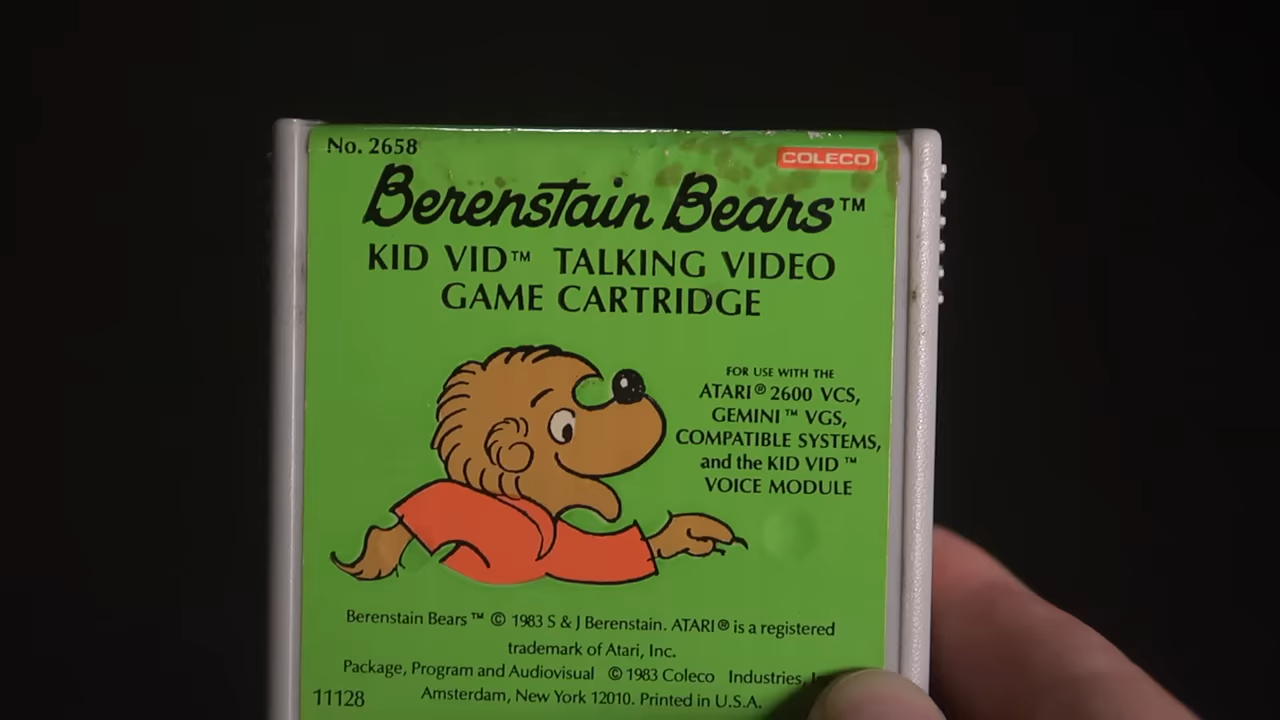 No. 2658
COLECO
Berenstain Bears™
KID VID™ TALKING VIDEO
GAME CARTRIDGE
FOR USE WITH THE
ATARI® 2600 VCS,
GEMINI™ VGS,
COMPATIBLE SYSTEMS,
and the KID VID™
VOICE MODULE
Berenstain Bears™ © 1983 S & J Berenstain. ATARI® is a registered
trademark of Atari, Inc.
Package, Program and Audiovisual © 1983 Coleco Industries,
Amsterdam, New York 12010. Printed in U.S.A.
11128